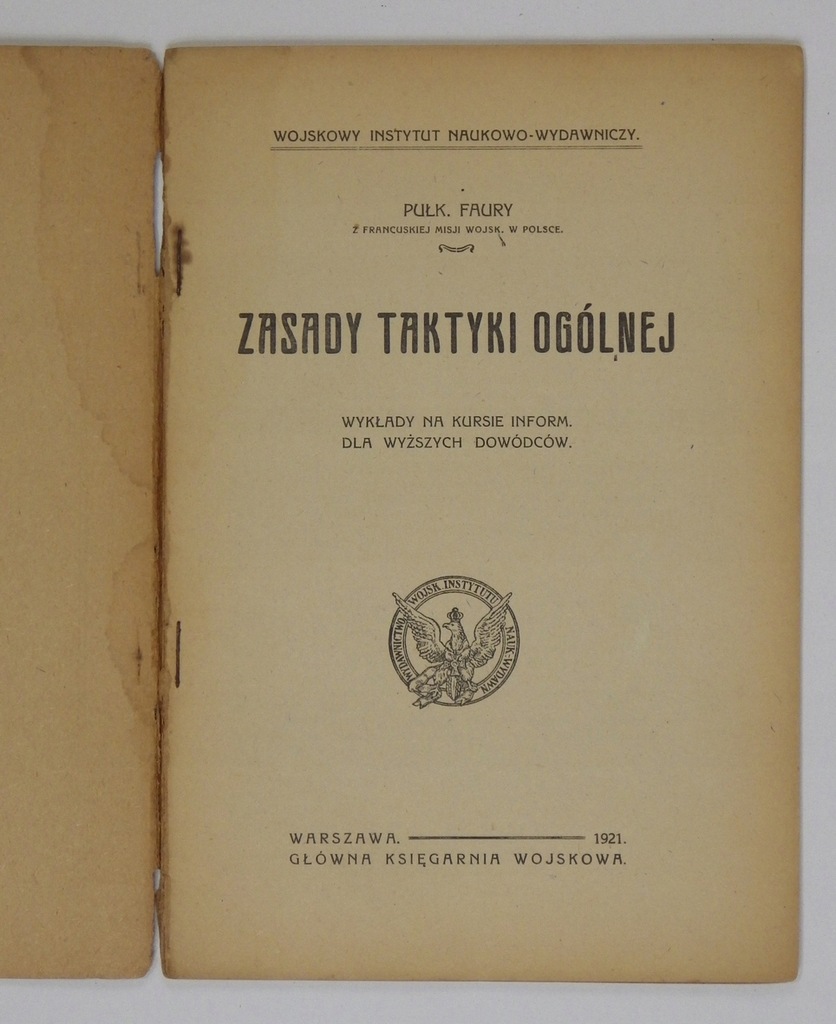 WOJSKOWY INSTYTUT NAUKOWO-WYDAWNICZY.
PUŁK. FAURY
Z FRANCUSKIEJ MISJI WOJSK. W POLSCE.
ZASADY TAKTYKI OGÓLNEJ
WYKŁADY NA KURSIE INFORM.
DLA WYŻSZYCH DOWÓDCÓW.
WYDAWNICTWO WOJSK. INSTYTUTU NAUK.-WYDAWN.
WARSZAWA. 1921.
GŁÓWNA KSIĘGARNIA WOJSKOWA.